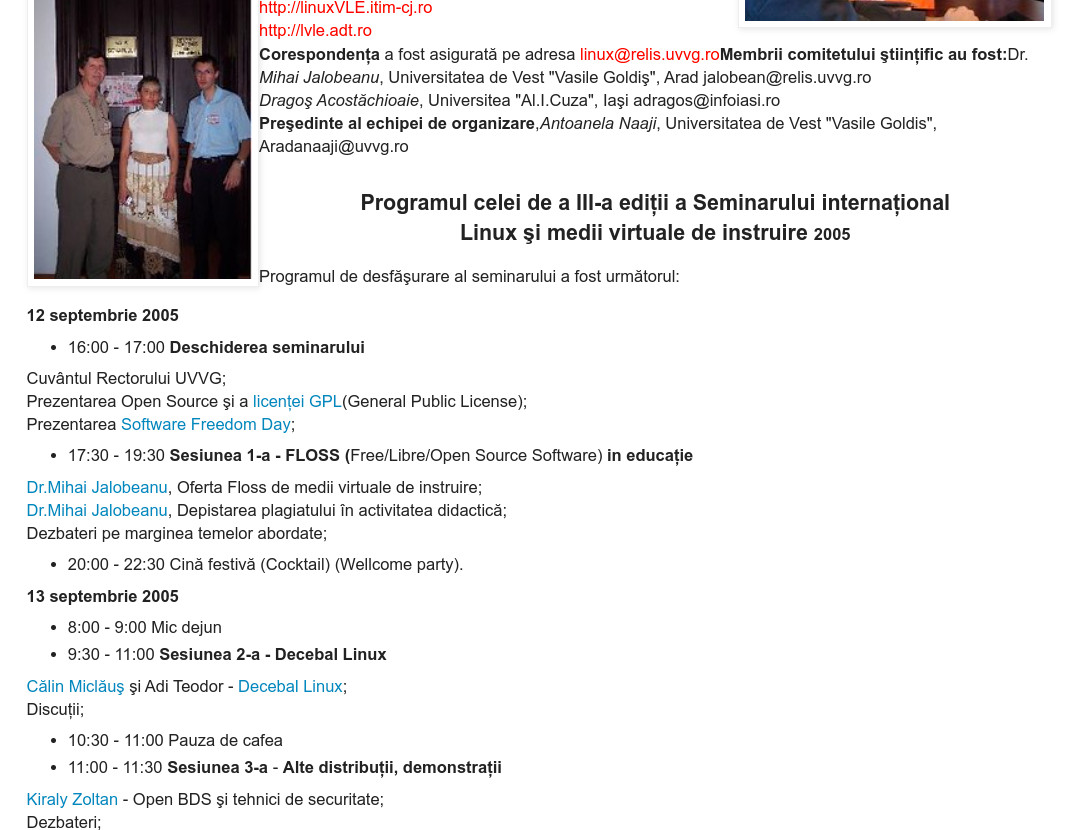 http://linuxVLE.itim-cj.ro
http://lvle.adt.ro
Corespondența a fost asigurată pe adresa linux@relis.uvvg.roMembrii comitetului ştiințific au fost:Dr.
Mihai Jalobeanu, Universitatea de Vest "Vasile Goldiş", Arad jalobean@relis.uvvg.ro
Dragoş Acostăchioaie, Universitea "Al.I.Cuza", Iaşi adragos@infoiasi.ro
Preşedinte al echipei de organizare,Antoanela Naaji, Universitatea de Vest "Vasile Goldis",
Aradanaaji@uvvg.ro
Programul celei de a III-a ediții a Seminarului internațional
Linux şi medii virtuale de instruire 2005
Programul de desfăşurare al seminarului a fost următorul:
12 septembrie 2005
• 16:00 - 17:00 Deschiderea seminarului
Cuvântul Rectorului UVVG;
Prezentarea Open Source şi a licenței GPL(General Public License);
Prezentarea Software Freedom Day;
• 17:30 - 19:30 Sesiunea 1-a - FLOSS (Free/Libre/Open Source Software) in educație
Dr.Mihai Jalobeanu, Oferta Floss de medii virtuale de instruire;
Dr.Mihai Jalobeanu, Depistarea plagiatului în activitatea didactică;
Dezbateri pe marginea temelor abordate;
• 20:00 - 22:30 Cină festivă (Cocktail) (Wellcome party).
13 septembrie 2005
• 8:00 - 9:00 Mic dejun
• 9:30 - 11:00 Sesiunea 2-a - Decebal Linux
Călin Miclăuş şi Adi Teodor - Decebal Linux;
Discuții;
• 10:30 - 11:00 Pauza de cafea
• 11:00 - 11:30 Sesiunea 3-a - Alte distribuții, demonstrații
Kiraly Zoltan - Open BDS şi tehnici de securitate;
Dezbateri;